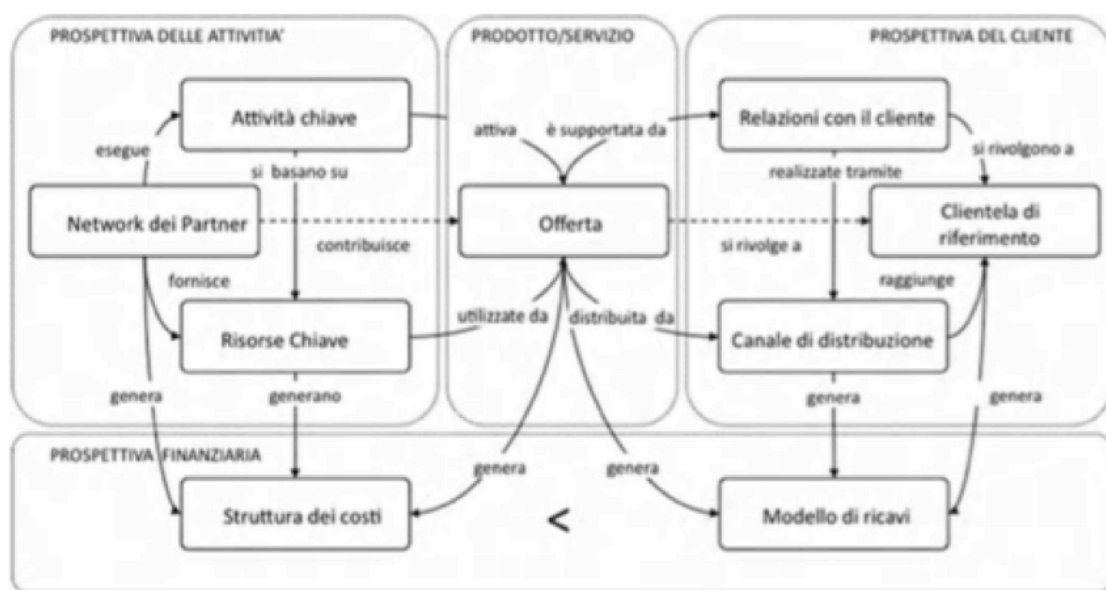 PROSPETTIVA DELLE ATTIVITIA'
PRODOTTO/SERVIZIO
PROSPETTIVA DEL CLIENTE
Attività chiave
Relazioni con il cliente
attiva
è supportata da
esegue
si rivolgono a
si basano su
realizzate tramite
Network dei Partner
Offerta
Clientela di
riferimento
contribuisce
si rivolge a
fornisce
raggiunge
utilizzate da
distribuita da
Risorse Chiave
Canale di distribuzione
genera
generano
genera
genera
PROSPETTIVA FINANZIARIA
genera
genera
Struttura dei costi
<
Modello di ricavi